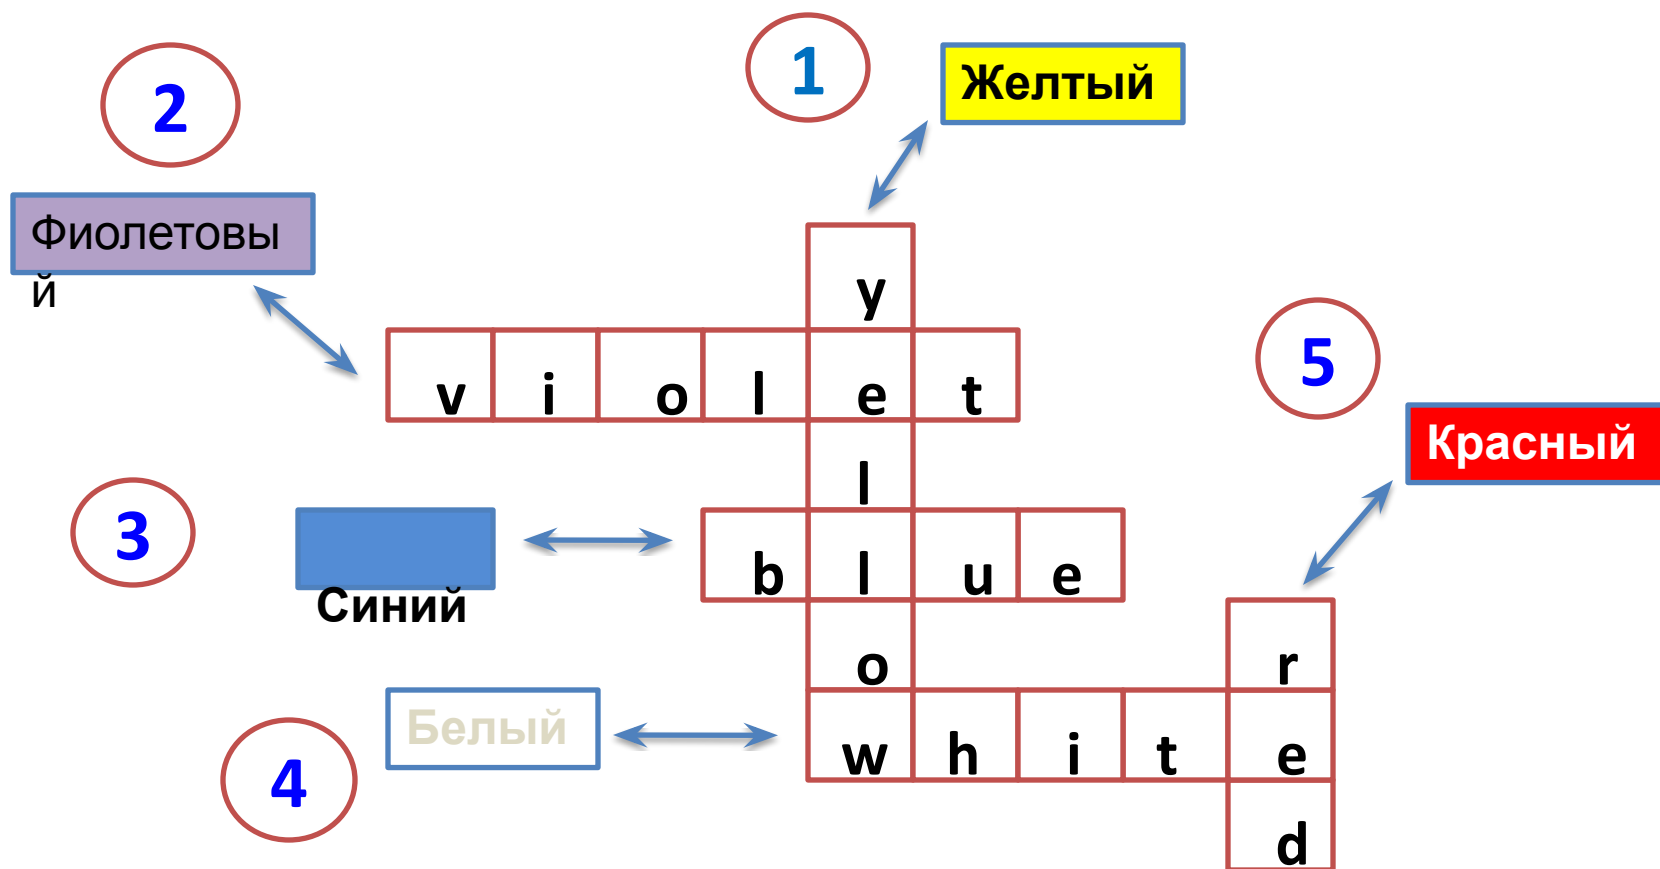 1
Желтый
2
Фиолетовы
й
y
v i o l e t
5
Красный
l
3
Синий
b l u e
o
r
4
Белый
w h i t e
d